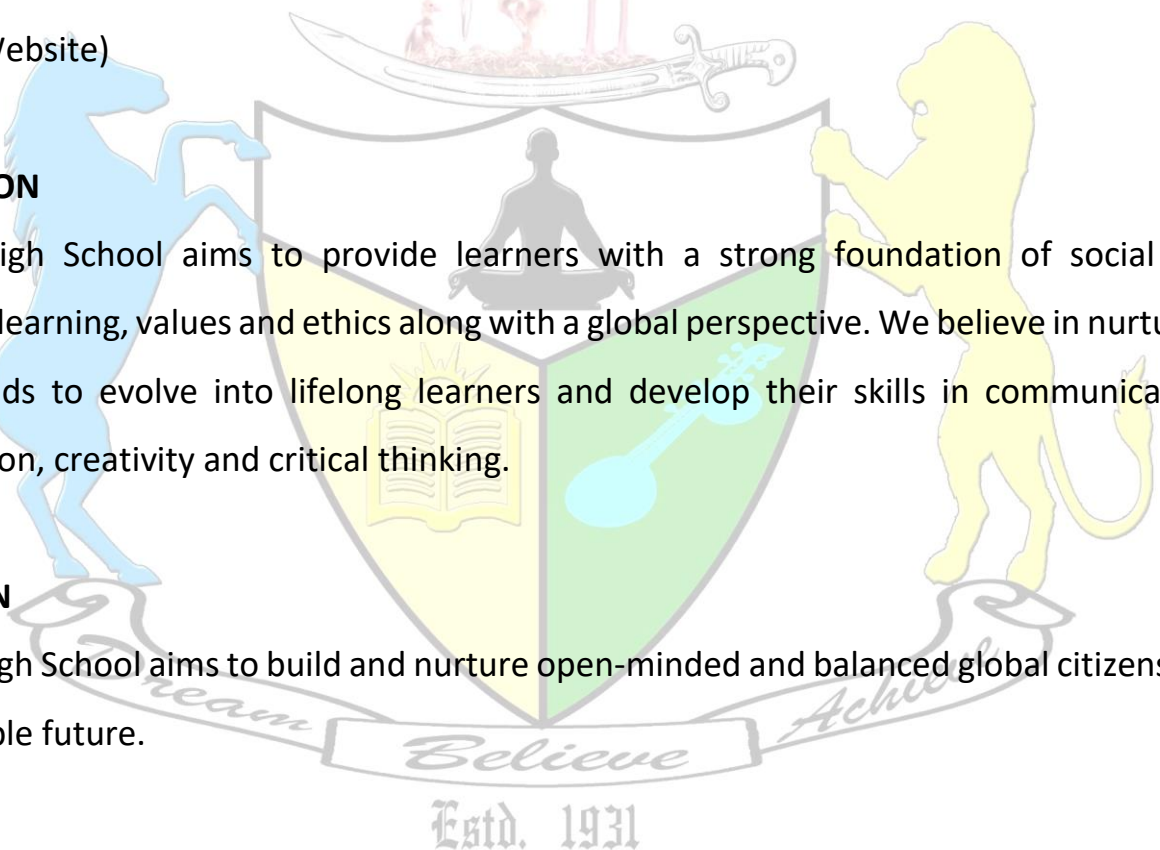 Website)
ON
igh School aims to provide learners with a strong foundation of social
learning, values and ethics along with a global perspective. We believe in nurtu
ds to evolve into lifelong learners and develop their skills in communica
on, creativity and critical thinking.
N
gh School aims to build and nurture open-minded and balanced global citizens
ble future.
Dream Believe Achieve
Estd. 1931